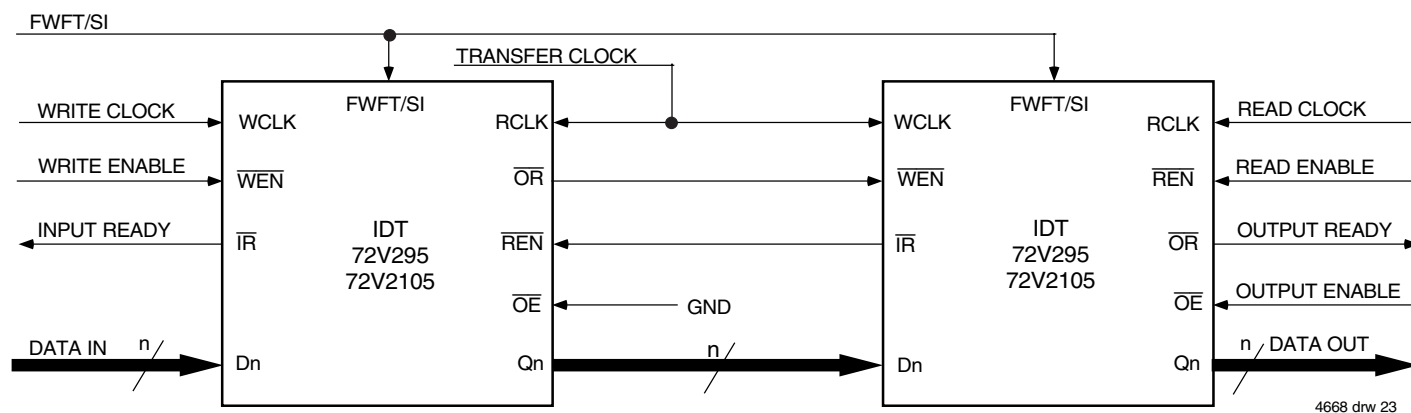 FWFT/SI
TRANSFER CLOCK
FWFT/SI
FWFT/SI
WRITE CLOCK
WCLK
RCLK
WCLK
RCLK
READ CLOCK
WRITE ENABLE
WEN
OR
WEN
REN
READ ENABLE
INPUT READY
IR
IDT
72V295
72V2105
REN
IR
IDT
72V295
72V2105
OR
OUTPUT READY
OE
GND
OE
OUTPUT ENABLE
DATA IN
n
Dn
Qn
n
Dn
Qn
n
DATA OUT
4668 drw 23